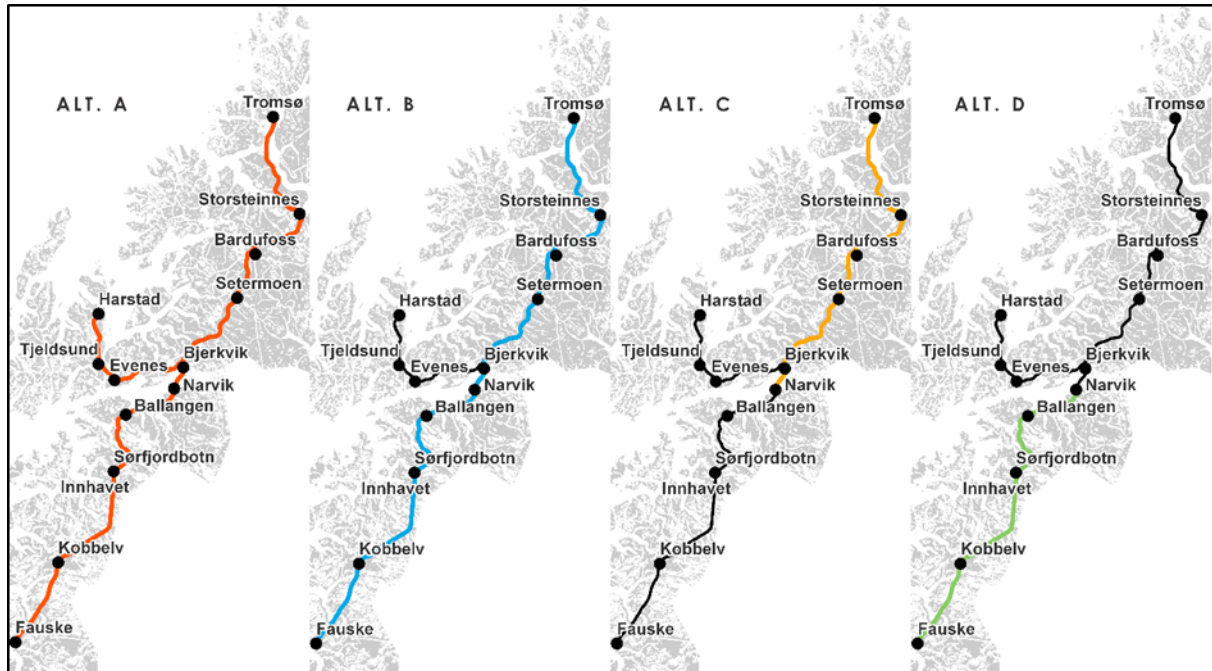 ALT. A
Tromsø
Storsteinnes
Bardufoss
Setermoen
Harstad
Tjeldsund
Evenes
Bjerkvik
Narvik
Ballangen
Sørfjordbotn
Innhavet
Kobbelv
Fauske
ALT. B
Tromsø
Storsteinnes
Bardufoss
Setermoen
Harstad
Tjeldsund
Evenes
Bjerkvik
Narvik
Ballangen
Sørfjordbotn
Innhavet
Kobbelv
Fauske
ALT. C
Tromsø
Storsteinnes
Bardufoss
Setermoen
Harstad
Tjeldsund
Evenes
Bjerkvik
Narvik
Ballangen
Sørfjordbotn
Innhavet
Kobbelv
Fauske
ALT. D
Tromsø
Storsteinnes
Bardufoss
Setermoen
Harstad
Tjeldsund
Evenes
Bjerkvik
Narvik
Ballangen
Sørfjordbotn
Innhavet
Kobbelv
Fauske